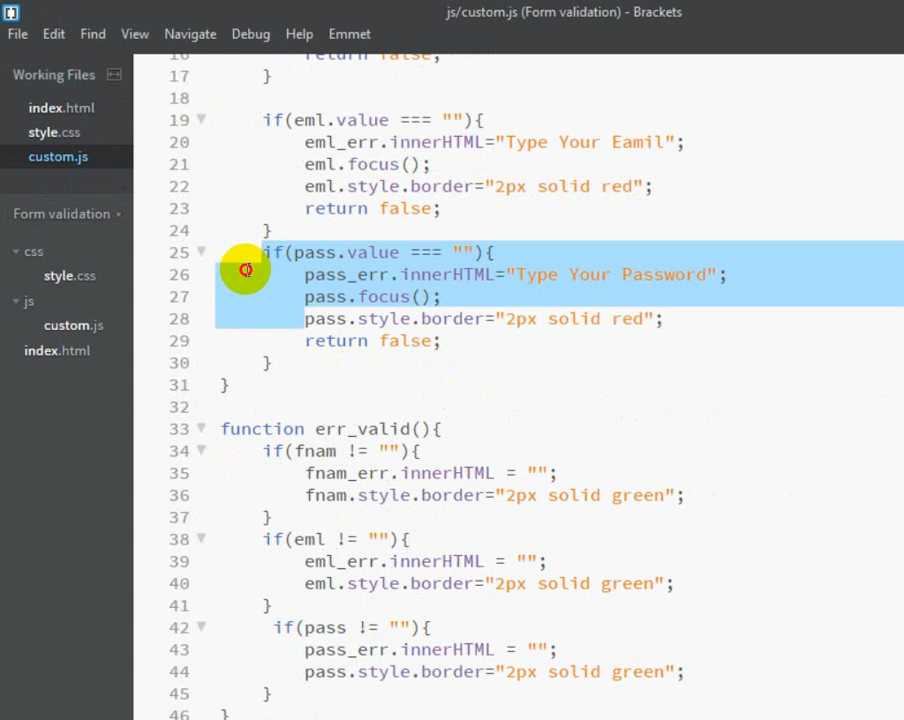 js/custom.js (Form validation) - Brackets
File Edit Find View Navigate Debug Help Emmet
Working Files
index.html
style.css
custom.js
Form validation
css
style.css
js
custom.js
index.html
16 return false;
17 }
18
19 if(eml.value === ""){
20 eml_err.innerHTML="Type Your Eamil";
21 eml.focus();
22 eml.style.border="2px solid red";
23 return false;
24 }
25 if(pass.value === ""){
26 pass_err.innerHTML="Type Your Password";
27 pass.focus();
28 pass.style.border="2px solid red";
29 return false;
30 }
31 }
32
33 function err_valid(){
34 if(fnam != ""){
35 fnam_err.innerHTML = "";
36 fnam.style.border="2px solid green";
37 }
38 if(eml != ""){
39 eml_err.innerHTML = "";
40 eml.style.border="2px solid green";
41 }
42 if(pass != ""){
43 pass_err.innerHTML = "";
44 pass.style.border="2px solid green";
45 }
46 }